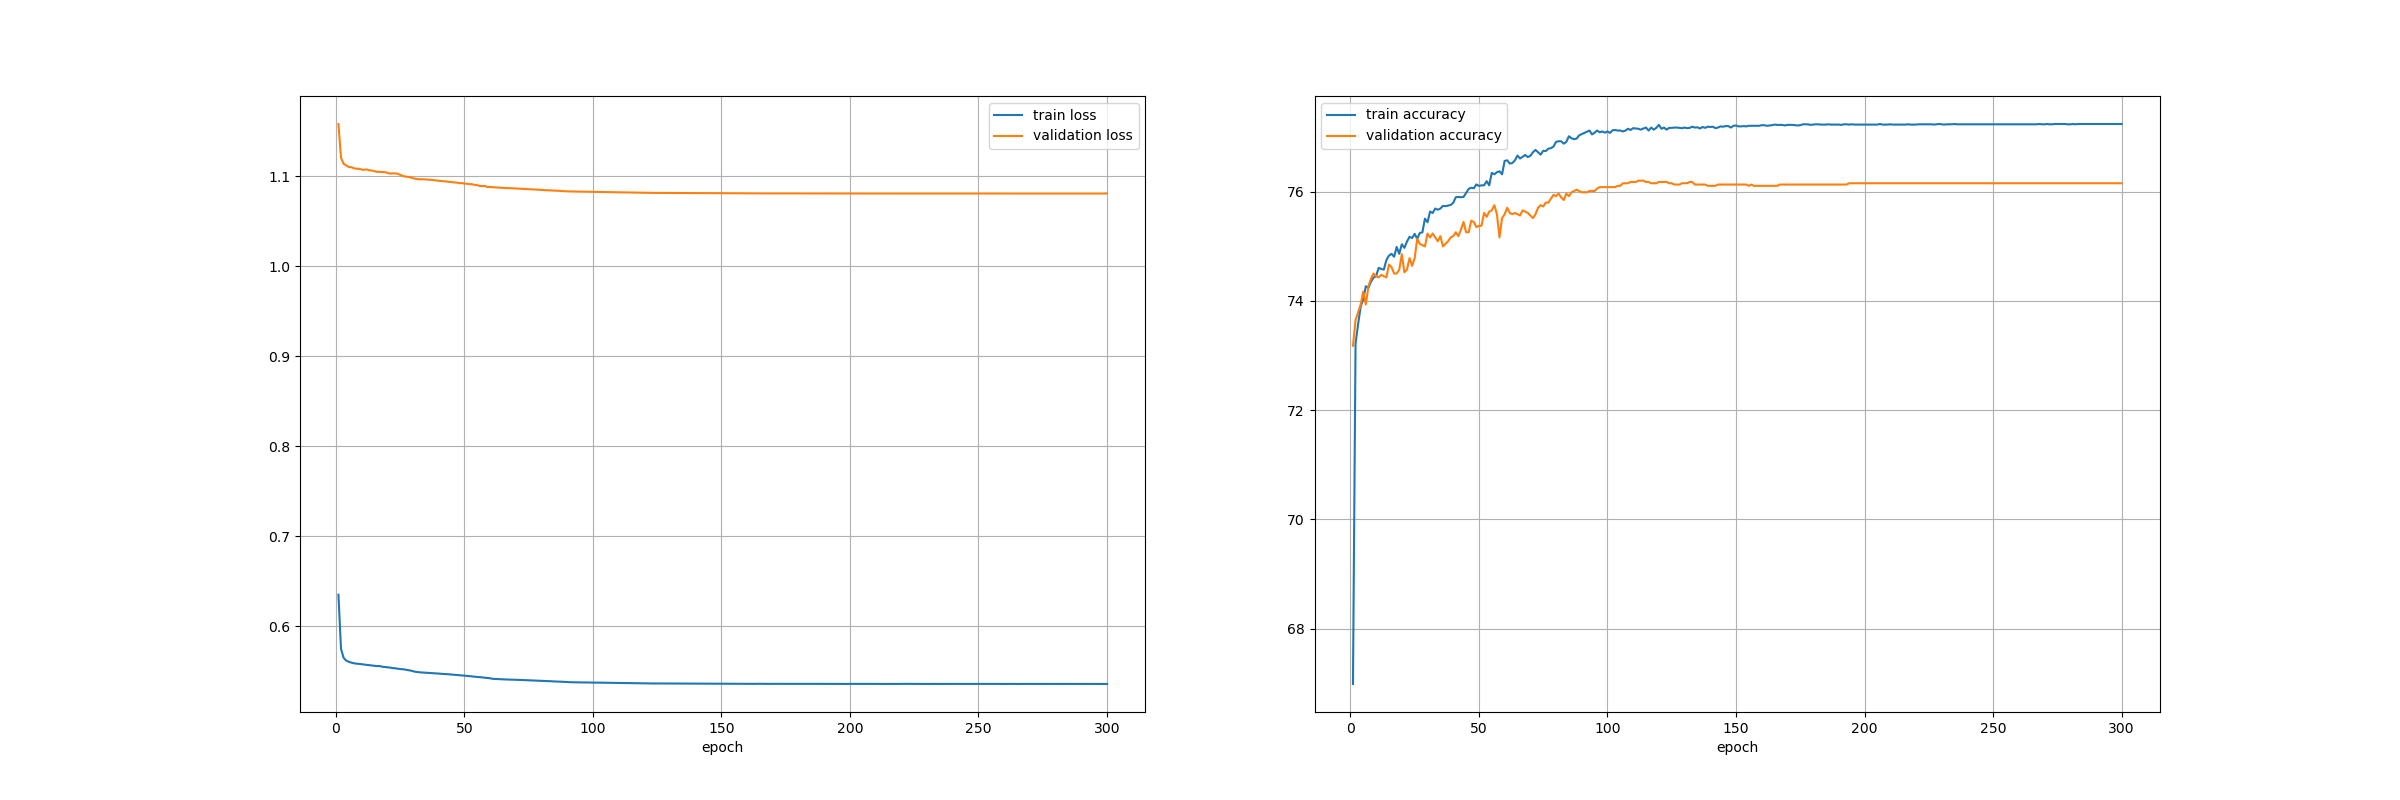 train loss
validation loss
1.1
1.0
0.9
0.8
0.7
0.6
0 50 100 150 200 250 300
epoch
train accuracy
validation accuracy
76
74
72
70
68
0 50 100 150 200 250 300
epoch